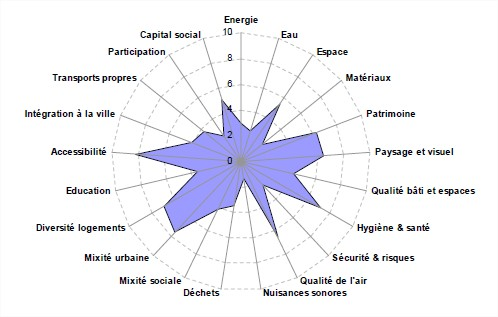 Energie
Capital social
10
Eau
Participation
8
Espace
Transports propres
6
Matériaux
Intégration à la ville
4
Patrimoine
2
Accessibilité
0
Paysage et visuel
Education
Qualité bâti et espaces
Diversité logements
Hygiène & santé
Mixité urbaine
Sécurité & risques
Mixité sociale
Qualité de l'air
Déchets
Nuisances sonores